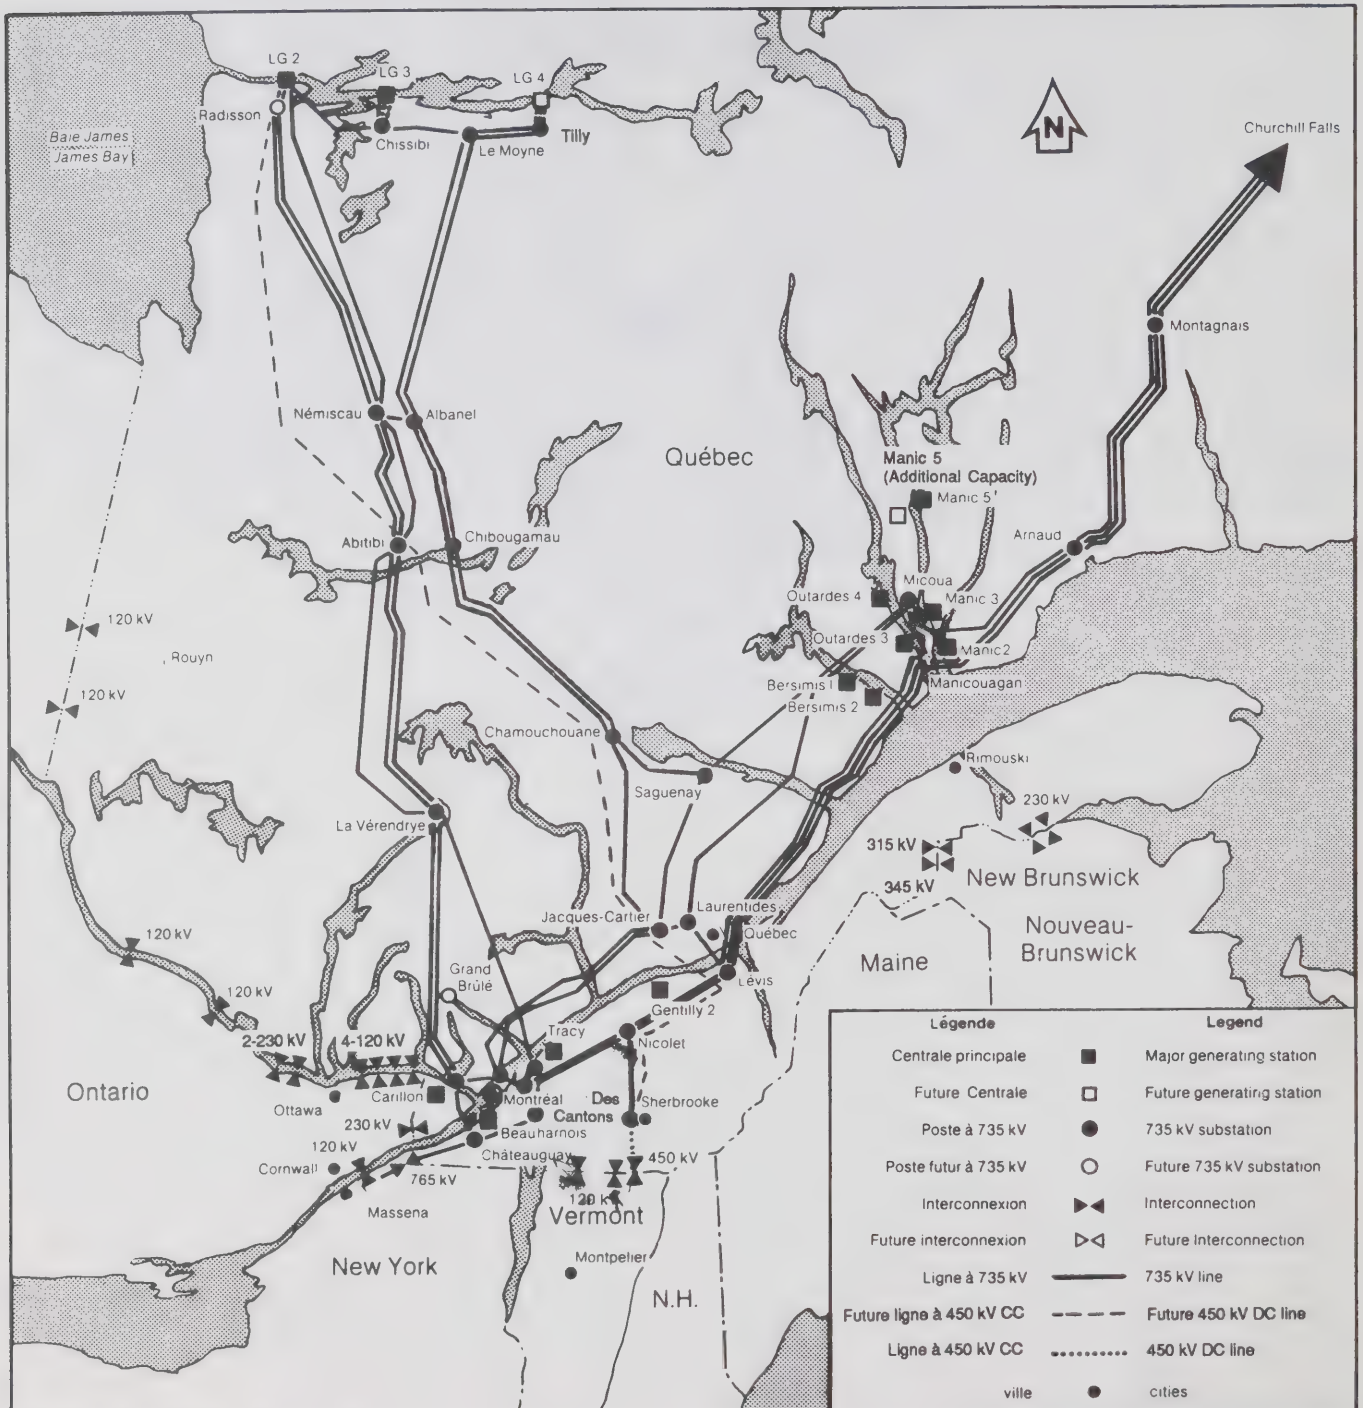 LG 2
LG 3
LG 4
Radisson
Chissibi
Le Moyne
Tilly
Baie James
James Bay
N
Churchill Falls
Montagnais
Némiscau
Albanel
Québec
Manic 5
(Additional Capacity)
Manic 5
Abitibi
Chibougamau
Arnaud
Micoua
Outardes 4
Manic 3
120 kV
Rouyn
Outardes 3
Manic 2
Bersimis 1
Manicouagan
120 kV
Bersimis 2
Chamouchouane
Rimouski
Saguenay
230 kV
La Vérendrye
315 kV
345 kV
New Brunswick
Nouveau-
Brunswick
Laurentides
Jacques-Cartier
Québec
120 kV
Maine
Grand
Brûlé
Lévis
120 kV
Gentilly 2
Tracy
Nicolet
2-230 kV
4-120 kV
Ontario
Ottawa
Carillon
Montréal
Des
Cantons
Sherbrooke
230 kV
Beauharnois
120 kV
Châteauguay
450 kV
Cornwall
765 kV
120 kV
Massena
Vermont
New York
Montpelier
N.H.
Légende Legend
Centrale principale Major generating station
Future Centrale Future generating station
Poste à 735 kV 735 kV substation
Poste futur à 735 kV Future 735 kV substation
Interconnexion Interconnection
Future interconnexion Future Interconnection
Ligne à 735 kV 735 kV line
Future ligne à 450 kV CC Future 450 kV DC line
Ligne à 450 kV CC 450 kV DC line
ville cities